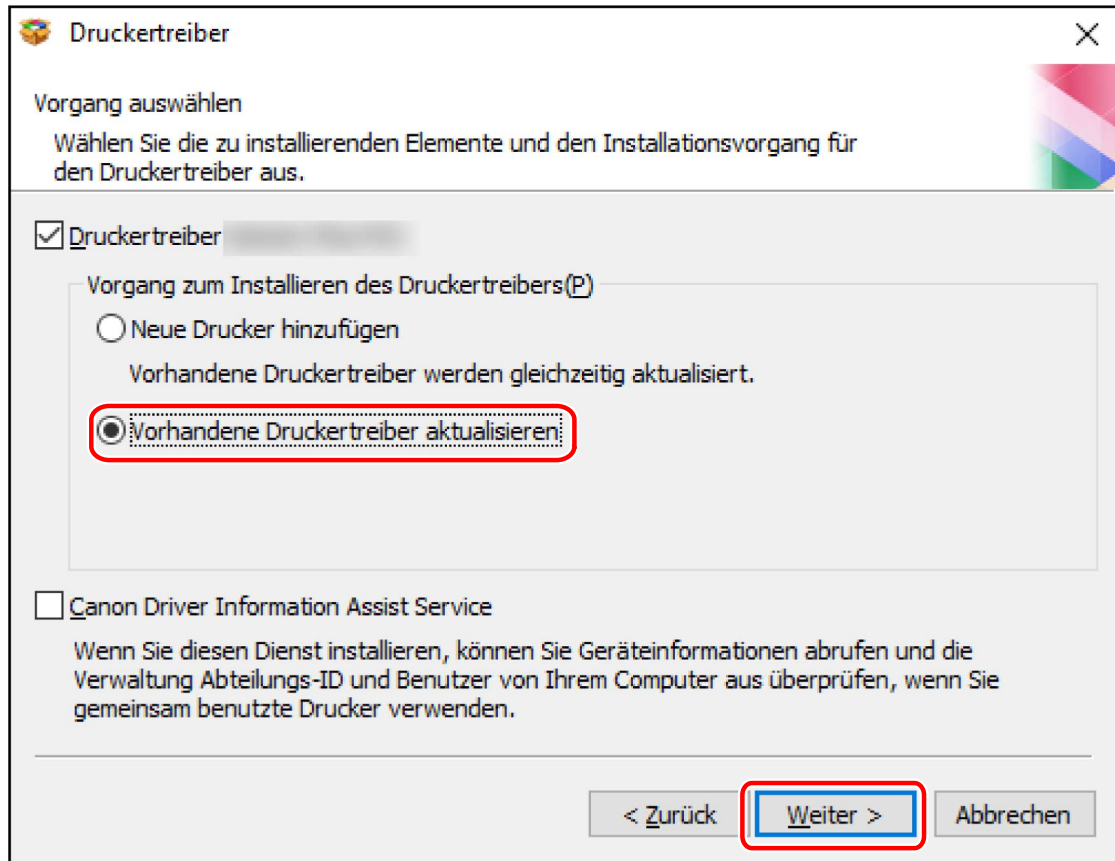 Druckertreiber
Vorgang auswählen
Wählen Sie die zu installierenden Elemente und den Installationsvorgang für
den Druckertreiber aus.
Druckertreiber
Vorgang zum Installieren des Druckertreibers(P)
Neue Drucker hinzufügen
Vorhandene Druckertreiber werden gleichzeitig aktualisiert.
Vorhandene Druckertreiber aktualisieren
Canon Driver Information Assist Service
Wenn Sie diesen Dienst installieren, können Sie Geräteinformationen abrufen und die
Verwaltung Abteilungs-ID und Benutzer von Ihrem Computer aus überprüfen, wenn Sie
gemeinsam benutzte Drucker verwenden.
< Zurück Weiter > Abbrechen